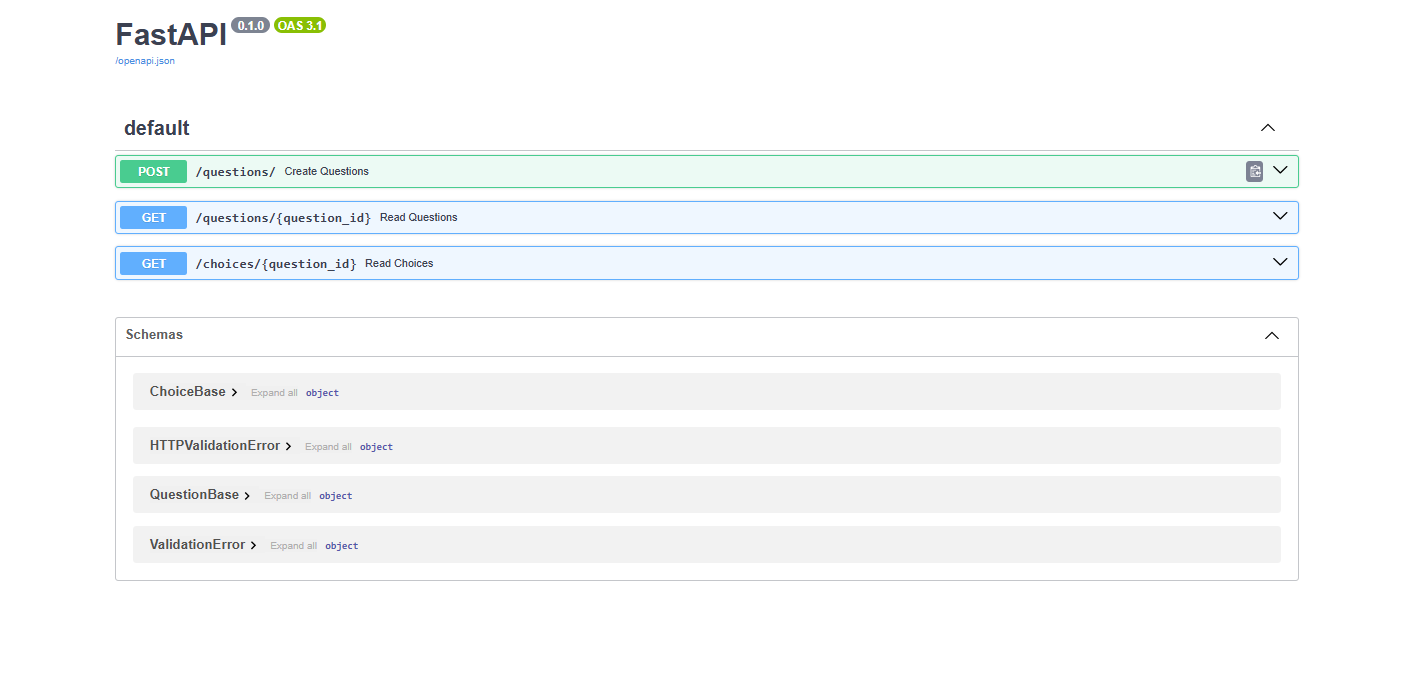 FastAPI 0.1.0 OAS 3.1
/openapi.json
default
POST /questions/ Create Questions
GET /questions/{question_id} Read Questions
GET /choices/{question_id} Read Choices
Schemas
ChoiceBase Expand all object
HTTPValidationError Expand all object
QuestionBase Expand all object
ValidationError Expand all object